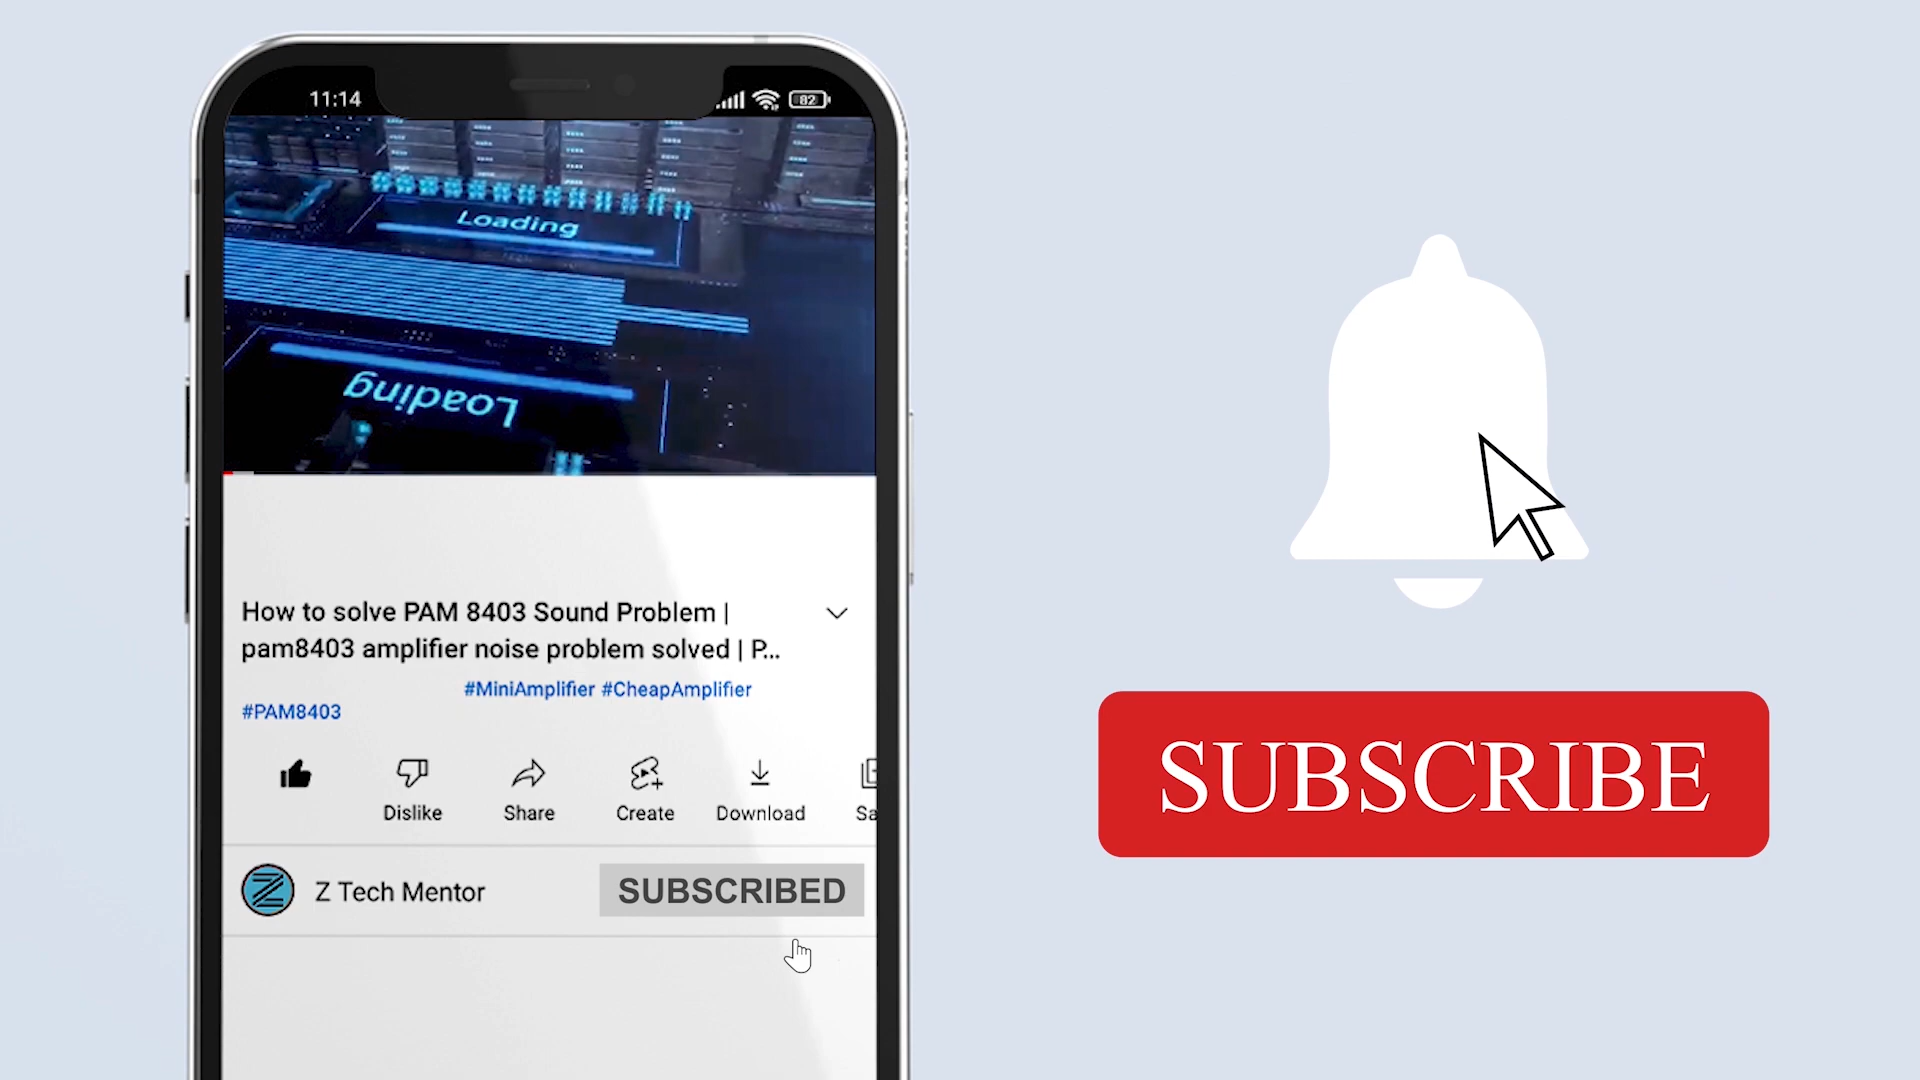 11:14
82
Loading
Loading
How to solve PAM 8403 Sound Problem |
pam8403 amplifier noise problem solved | P...
#MiniAmplifier #CheapAmplifier
#PAM8403
Dislike
Share
Create
Download
Sa
Z Tech Mentor
SUBSCRIBED
SUBSCRIBE